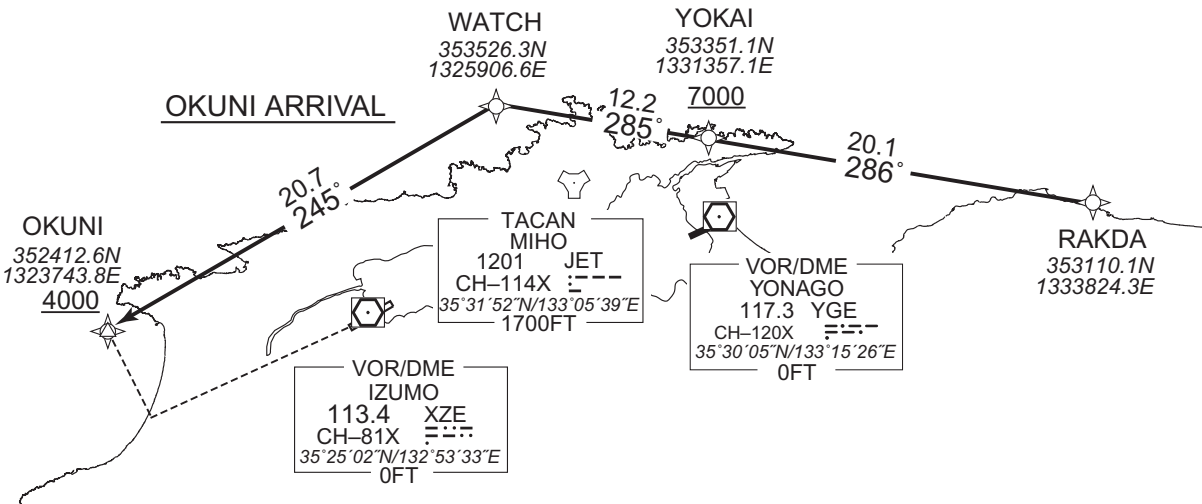 WATCH
353526.3N
1325906.6E
YOKAI
353351.1N
1331357.1E
7000
OKUNI ARRIVAL
12.2
285°
20.1
286°
20.7
245°
OKUNI
352412.6N
1323743.8E
4000
RAKDA
353110.1N
1333824.3E
TACAN
MIHO
1201 JET
CH–114X
35°31´52˝N/133°05´39˝E
1700FT
VOR/DME
YONAGO
117.3 YGE
CH–120X
35°30´05˝N/133°15´26˝E
0FT
VOR/DME
IZUMO
113.4 XZE
CH–81X
35°25´02˝N/132°53´33˝E
0FT